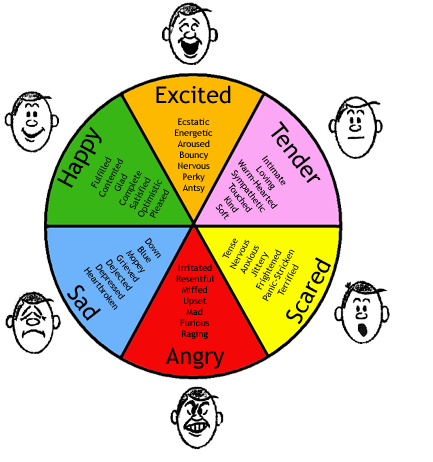 Excited
Ecstatic
Energetic
Aroused
Bouncy
Nervous
Perky
Antsy
Tender
Intimate
Loving
Warm-Hearted
Sympathetic
Touched
Kind
Soft
Scared
Tense
Nervous
Anxious
Jittery
Frightened
Panic-Stricken
Terrified
Angry
Irritated
Resentful
Miffed
Upset
Mad
Furious
Raging
Sad
Down
Blue
Mopey
Grieved
Dejected
Depressed
Heartbroken
Happy
Fulfilled
Contented
Glad
Complete
Satisfied
Optimistic
Pleased